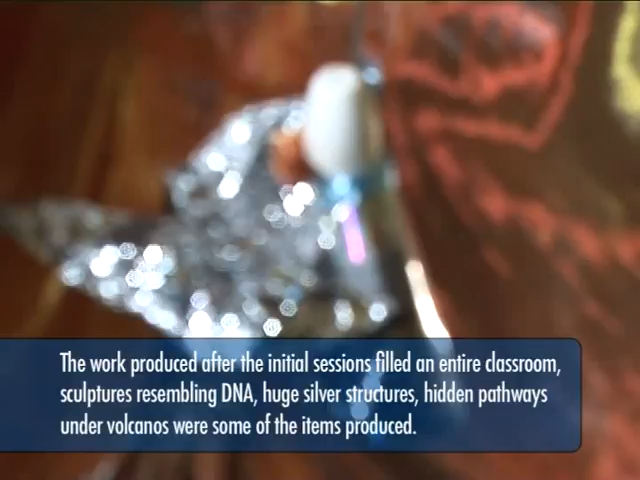 The work produced after the initial sessions filled an entire classroom,
sculptures resembling DNA, huge silver structures, hidden pathways
under volcanos were some of the items produced.